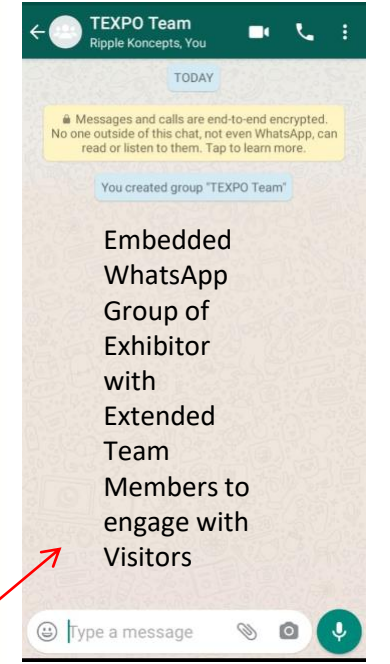 TEXPO Team
Ripple Koncepts, You
TODAY
Messages and calls are end-to-end encrypted.
No one outside of this chat, not even WhatsApp, can
read or listen to them. Tap to learn more.
You created group "TEXPO Team"
Embedded
WhatsApp
Group of
Exhibitor
with
Extended
Team
Members to
engage with
Visitors
Type a message